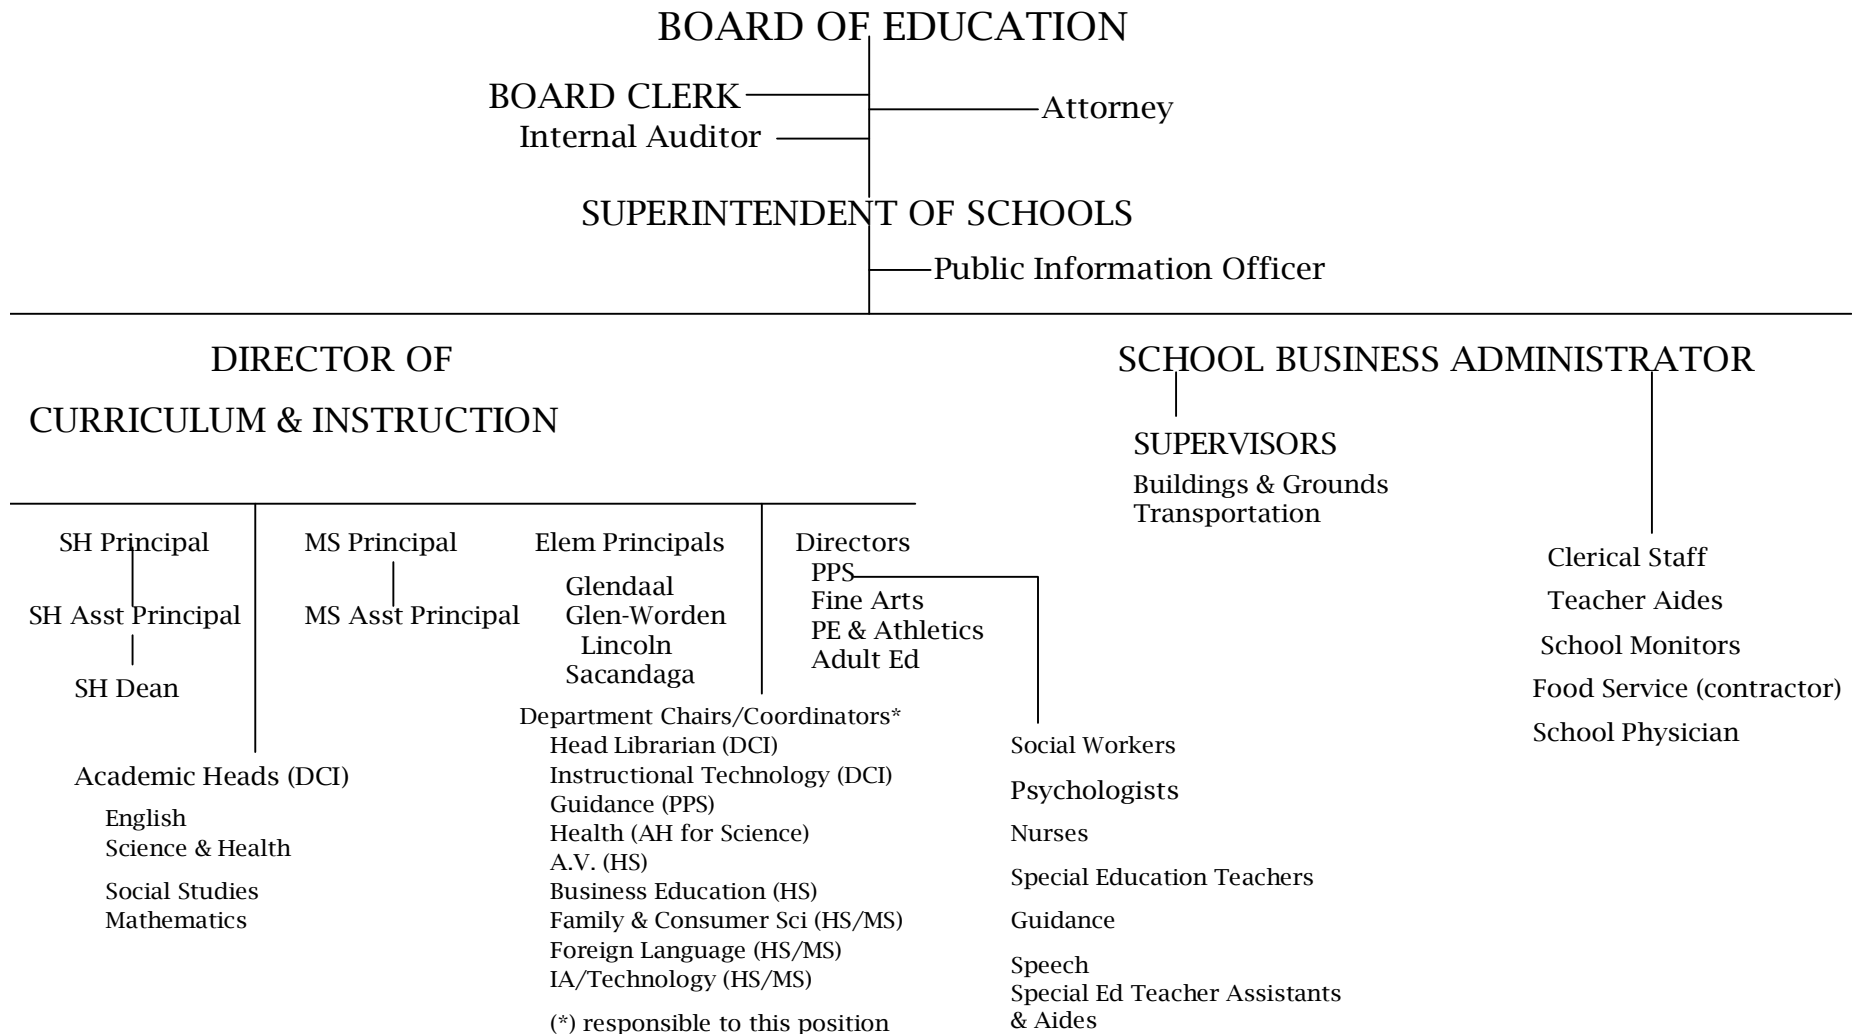 BOARD OF EDUCATION
BOARD CLERK
Attorney
Internal Auditor
SUPERINTENDENT OF SCHOOLS
Public Information Officer
DIRECTOR OF
CURRICULUM & INSTRUCTION
SCHOOL BUSINESS ADMINISTRATOR
SUPERVISORS
Buildings & Grounds
Transportation
SH Principal
SH Asst Principal
SH Dean
MS Principal
MS Asst Principal
Elem Principals
Glendaal
Glen-Worden
Lincoln
Sacandaga
Directors
PPS
Fine Arts
PE & Athletics
Adult Ed
Clerical Staff
Teacher Aides
School Monitors
Food Service (contractor)
School Physician
Academic Heads (DCI)
English
Science & Health
Social Studies
Mathematics
Department Chairs/Coordinators*
Head Librarian (DCI)
Instructional Technology (DCI)
Guidance (PPS)
Health (AH for Science)
A.V. (HS)
Business Education (HS)
Family & Consumer Sci (HS/MS)
Foreign Language (HS/MS)
IA/Technology (HS/MS)
(*) responsible to this position
Social Workers
Psychologists
Nurses
Special Education Teachers
Guidance
Speech
Special Ed Teacher Assistants
& Aides